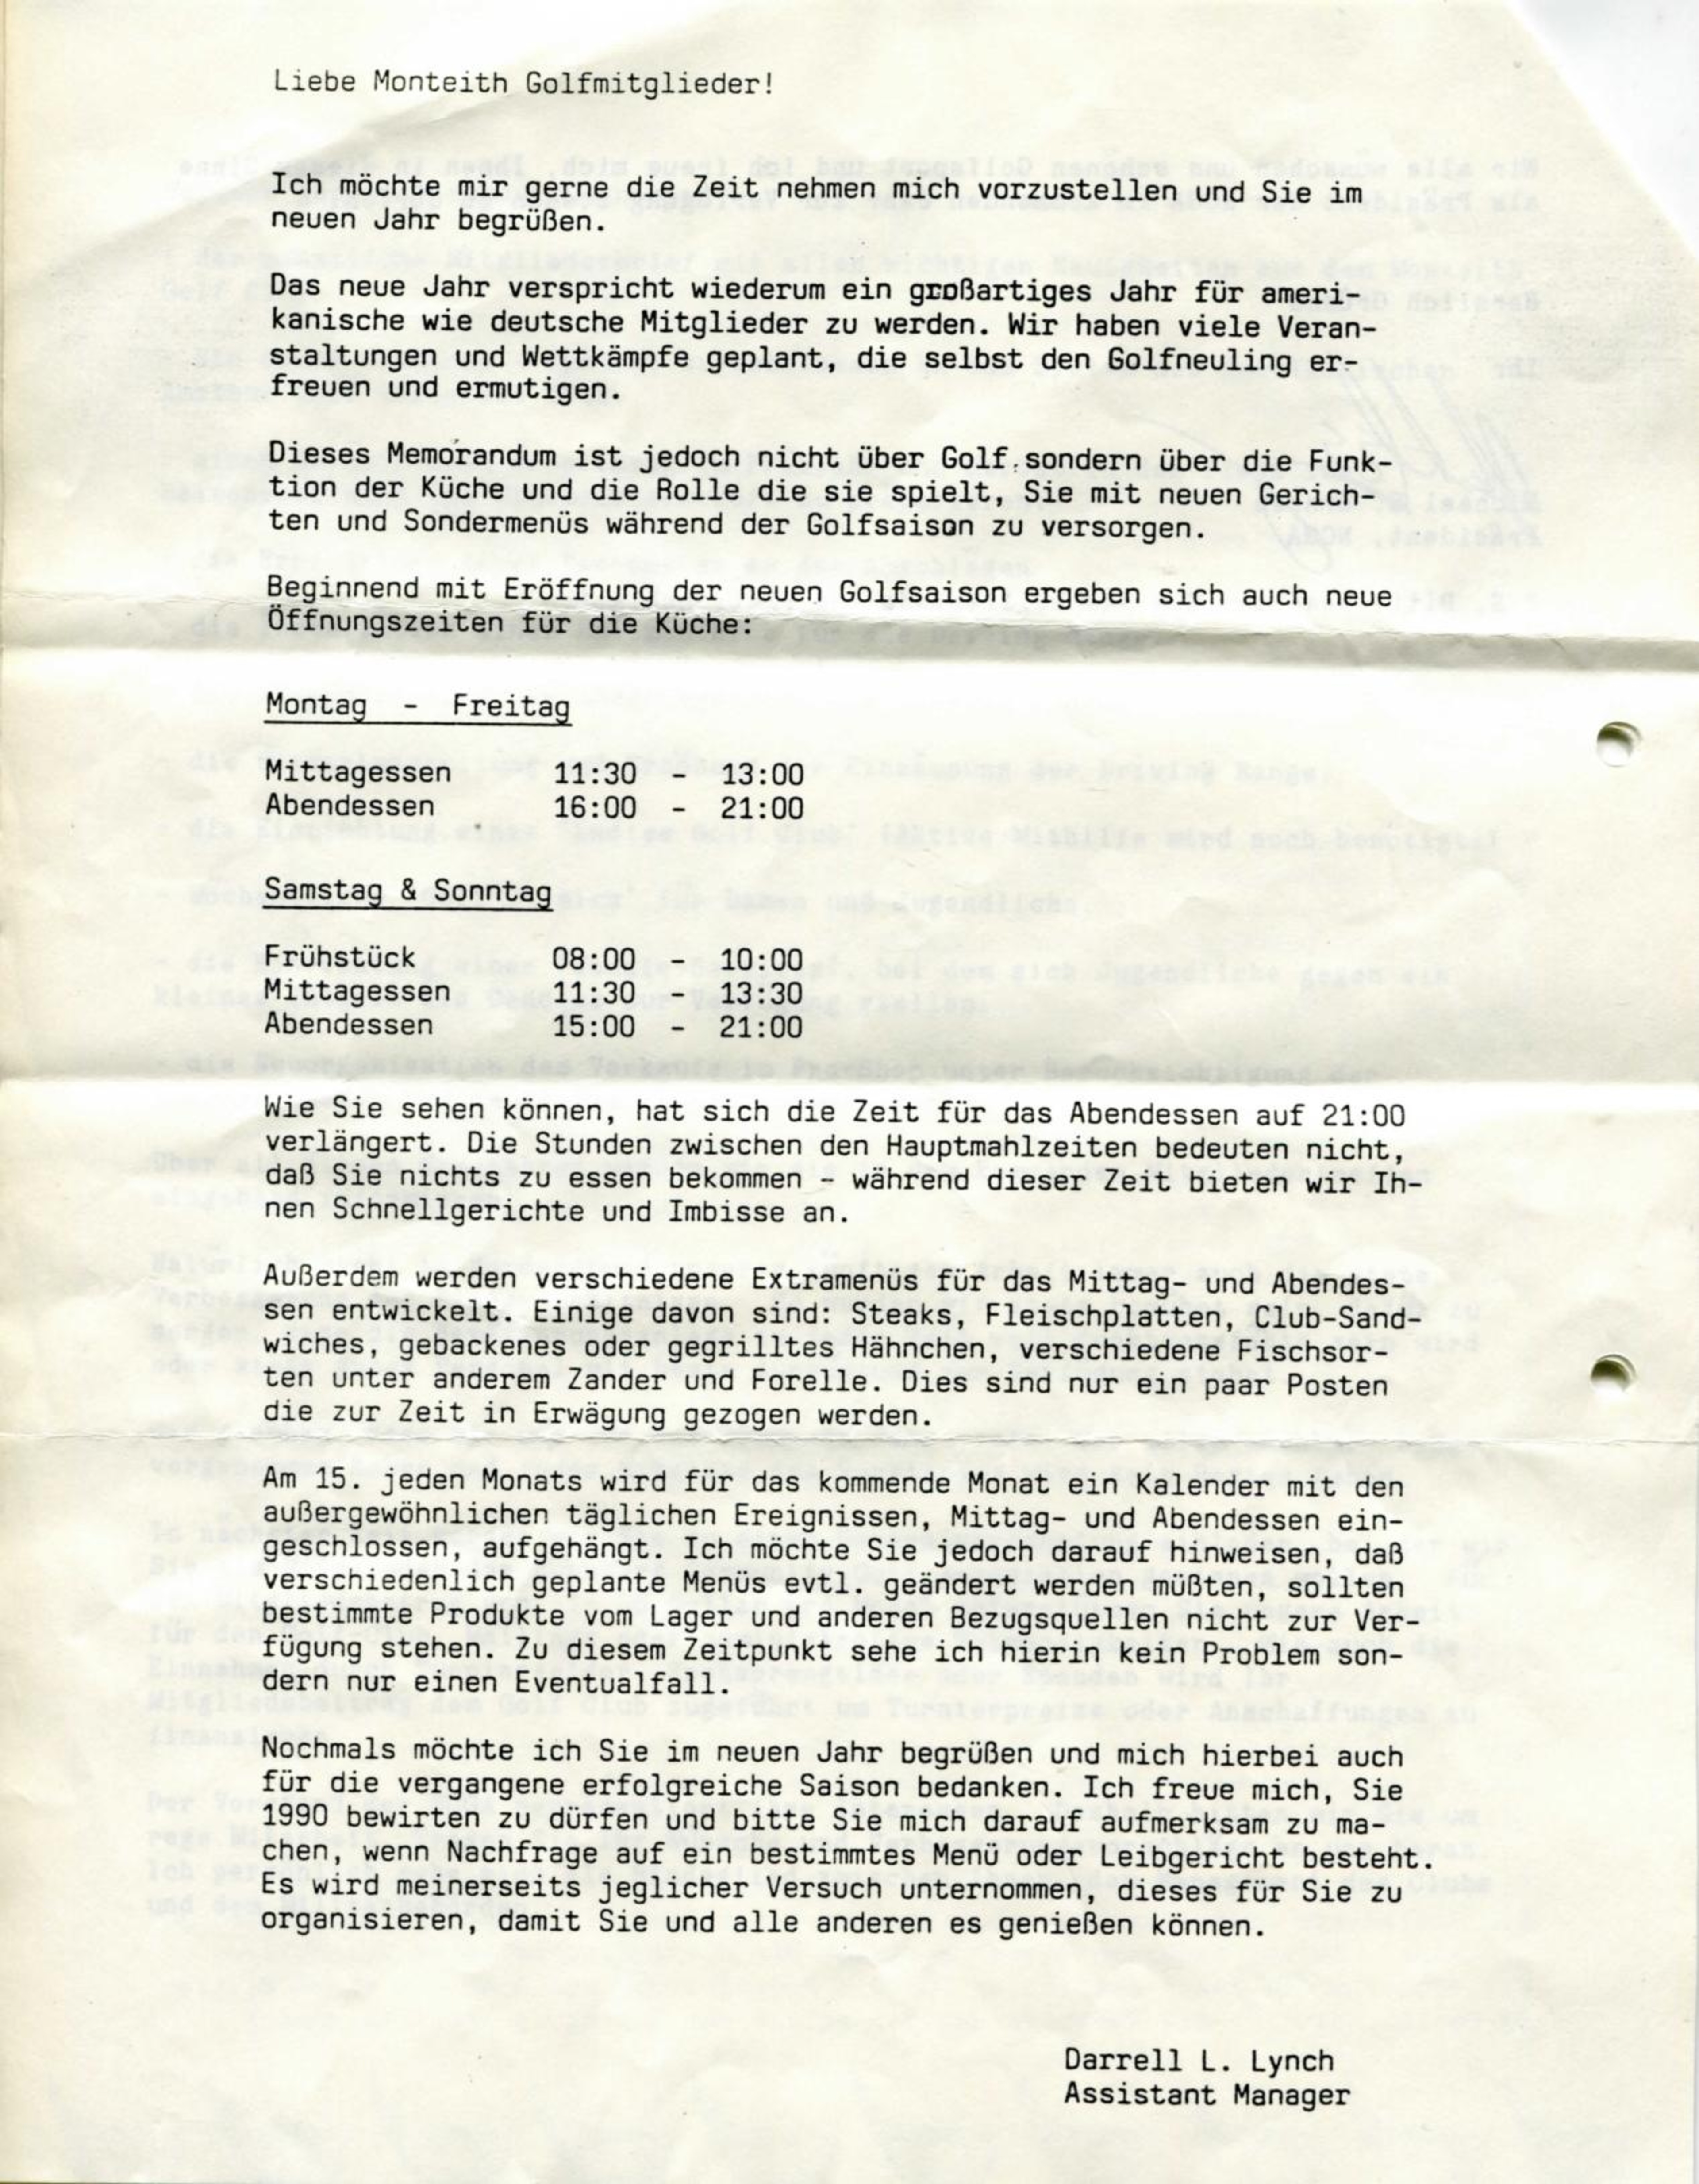 Liebe Monteith Golfmitglieder!
Ich möchte mir gerne die Zeit nehmen mich vorzustellen und Sie im
neuen Jahr begrüßen.
Das neue Jahr verspricht wiederum ein großartiges Jahr für ameri-
kanische wie deutsche Mitglieder zu werden. Wir haben viele Veran-
staltungen und Wettkämpfe geplant, die selbst den Golfneuling er-
freuen und ermutigen.
Dieses Memorandum ist jedoch nicht über Golf, sondern über die Funk-
tion der Küche und die Rolle die sie spielt, Sie mit neuen Gerich-
ten und Sondermenüs während der Golfsaison zu versorgen.
Beginnend mit Eröffnung der neuen Golfsaison ergeben sich auch neue
Öffnungszeiten für die Küche:
Montag - Freitag
Mittagessen 11:30 - 13:00
Abendessen 16:00 - 21:00
Samstag & Sonntag
Frühstück 08:00 - 10:00
Mittagessen 11:30 - 13:30
Abendessen 15:00 - 21:00
Wie Sie sehen können, hat sich die Zeit für das Abendessen auf 21:00
verlängert. Die Stunden zwischen den Hauptmahlzeiten bedeuten nicht,
daß Sie nichts zu essen bekommen - während dieser Zeit bieten wir Ih-
nen Schnellgerichte und Imbisse an.
Außerdem werden verschiedene Extramenüs für das Mittag- und Abendes-
sen entwickelt. Einige davon sind: Steaks, Fleischplatten, Club-Sand-
wiches, gebackenes oder gegrilltes Hähnchen, verschiedene Fischsor-
ten unter anderem Zander und Forelle. Dies sind nur ein paar Posten
die zur Zeit in Erwägung gezogen werden.
Am 15. jeden Monats wird für das kommende Monat ein Kalender mit den
außergewöhnlichen täglichen Ereignissen, Mittag- und Abendessen ein-
geschlossen, aufgehängt. Ich möchte Sie jedoch darauf hinweisen, daß
verschiedenlich geplante Menüs evtl. geändert werden müßten, sollten
bestimmte Produkte vom Lager und anderen Bezugsquellen nicht zur Ver-
fügung stehen. Zu diesem Zeitpunkt sehe ich hierin kein Problem son-
dern nur einen Eventualfall.
Nochmals möchte ich Sie im neuen Jahr begrüßen und mich hierbei auch
für die vergangene erfolgreiche Saison bedanken. Ich freue mich, Sie
1990 bewirten zu dürfen und bitte Sie mich darauf aufmerksam zu ma-
chen, wenn Nachfrage auf ein bestimmtes Menü oder Leibgericht besteht.
Es wird meinerseits jeglicher Versuch unternommen, dieses für Sie zu
organisieren, damit Sie und alle anderen es genießen können.
Darrell L. Lynch
Assistant Manager